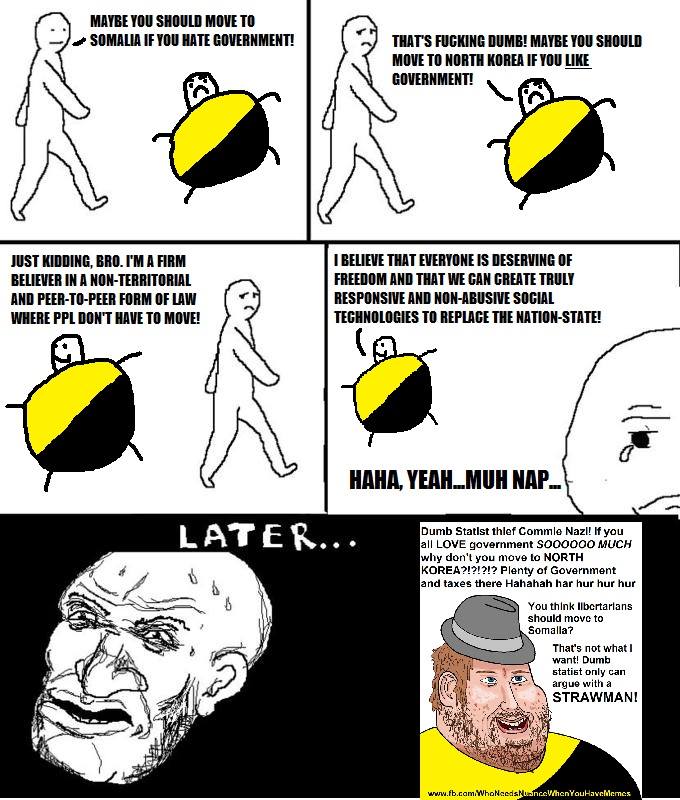 MAYBE YOU SHOULD MOVE TO
SOMALIA IF YOU HATE GOVERNMENT!
THAT'S FUCKING DUMB! MAYBE YOU SHOULD
MOVE TO NORTH KOREA IF YOU LIKE
GOVERNMENT!
JUST KIDDING, BRO. I'M A FIRM
BELIEVER IN A NON-TERRITORIAL
AND PEER-TO-PEER FORM OF LAW
WHERE PPL DON'T HAVE TO MOVE!
I BELIEVE THAT EVERYONE IS DESERVING OF
FREEDOM AND THAT WE CAN CREATE TRULY
RESPONSIVE AND NON-ABUSIVE SOCIAL
TECHNOLOGIES TO REPLACE THE NATION-STATE!
HAHA, YEAH...MUH NAP...
LATER...
Dumb Statist thief Commie Nazi! If you
all LOVE government SOOOOOO MUCH
why don't you move to NORTH
KOREA?!?!?!? Plenty of Government
and taxes there Hahahah har hur hur hur
You think libertarians
should move to
Somalia?
That's not what I
want! Dumb
statist only can
argue with a
STRAWMAN!
www.fb.com/WhoNeedsNuanceWhenYouHaveMemes